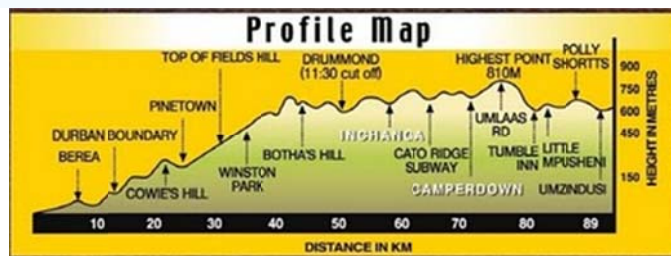 Profile Map
TOP OF FIELDS HILL
DRUMMOND
(11:30 cut off)
HIGHEST POINT
810M
POLLY
SHORTTS
PINETOWN
DURBAN BOUNDARY
BEREA
COWIE'S HILL
WINSTON
PARK
BOTHA'S HILL
INCHANGA
CATO RIDGE
SUBWAY
CAMPERDOWN
UMLAAS
RD
TUMBLE
INN
LITTLE
MPUSHENI
UMZINDUSI
900
750
600
450
150
HEIGHT IN METRES
10 20 30 40 50 60 70 80 89
DISTANCE IN KM